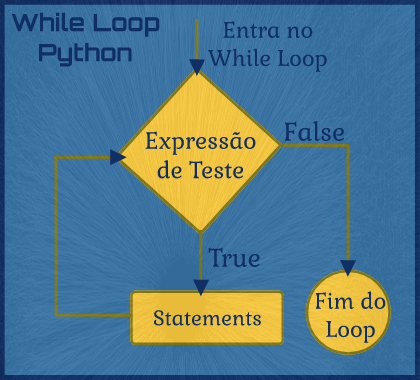 While Loop
Python
Entra no
While Loop
Expressão
de Teste
False
True
Statements
Fim do
Loop